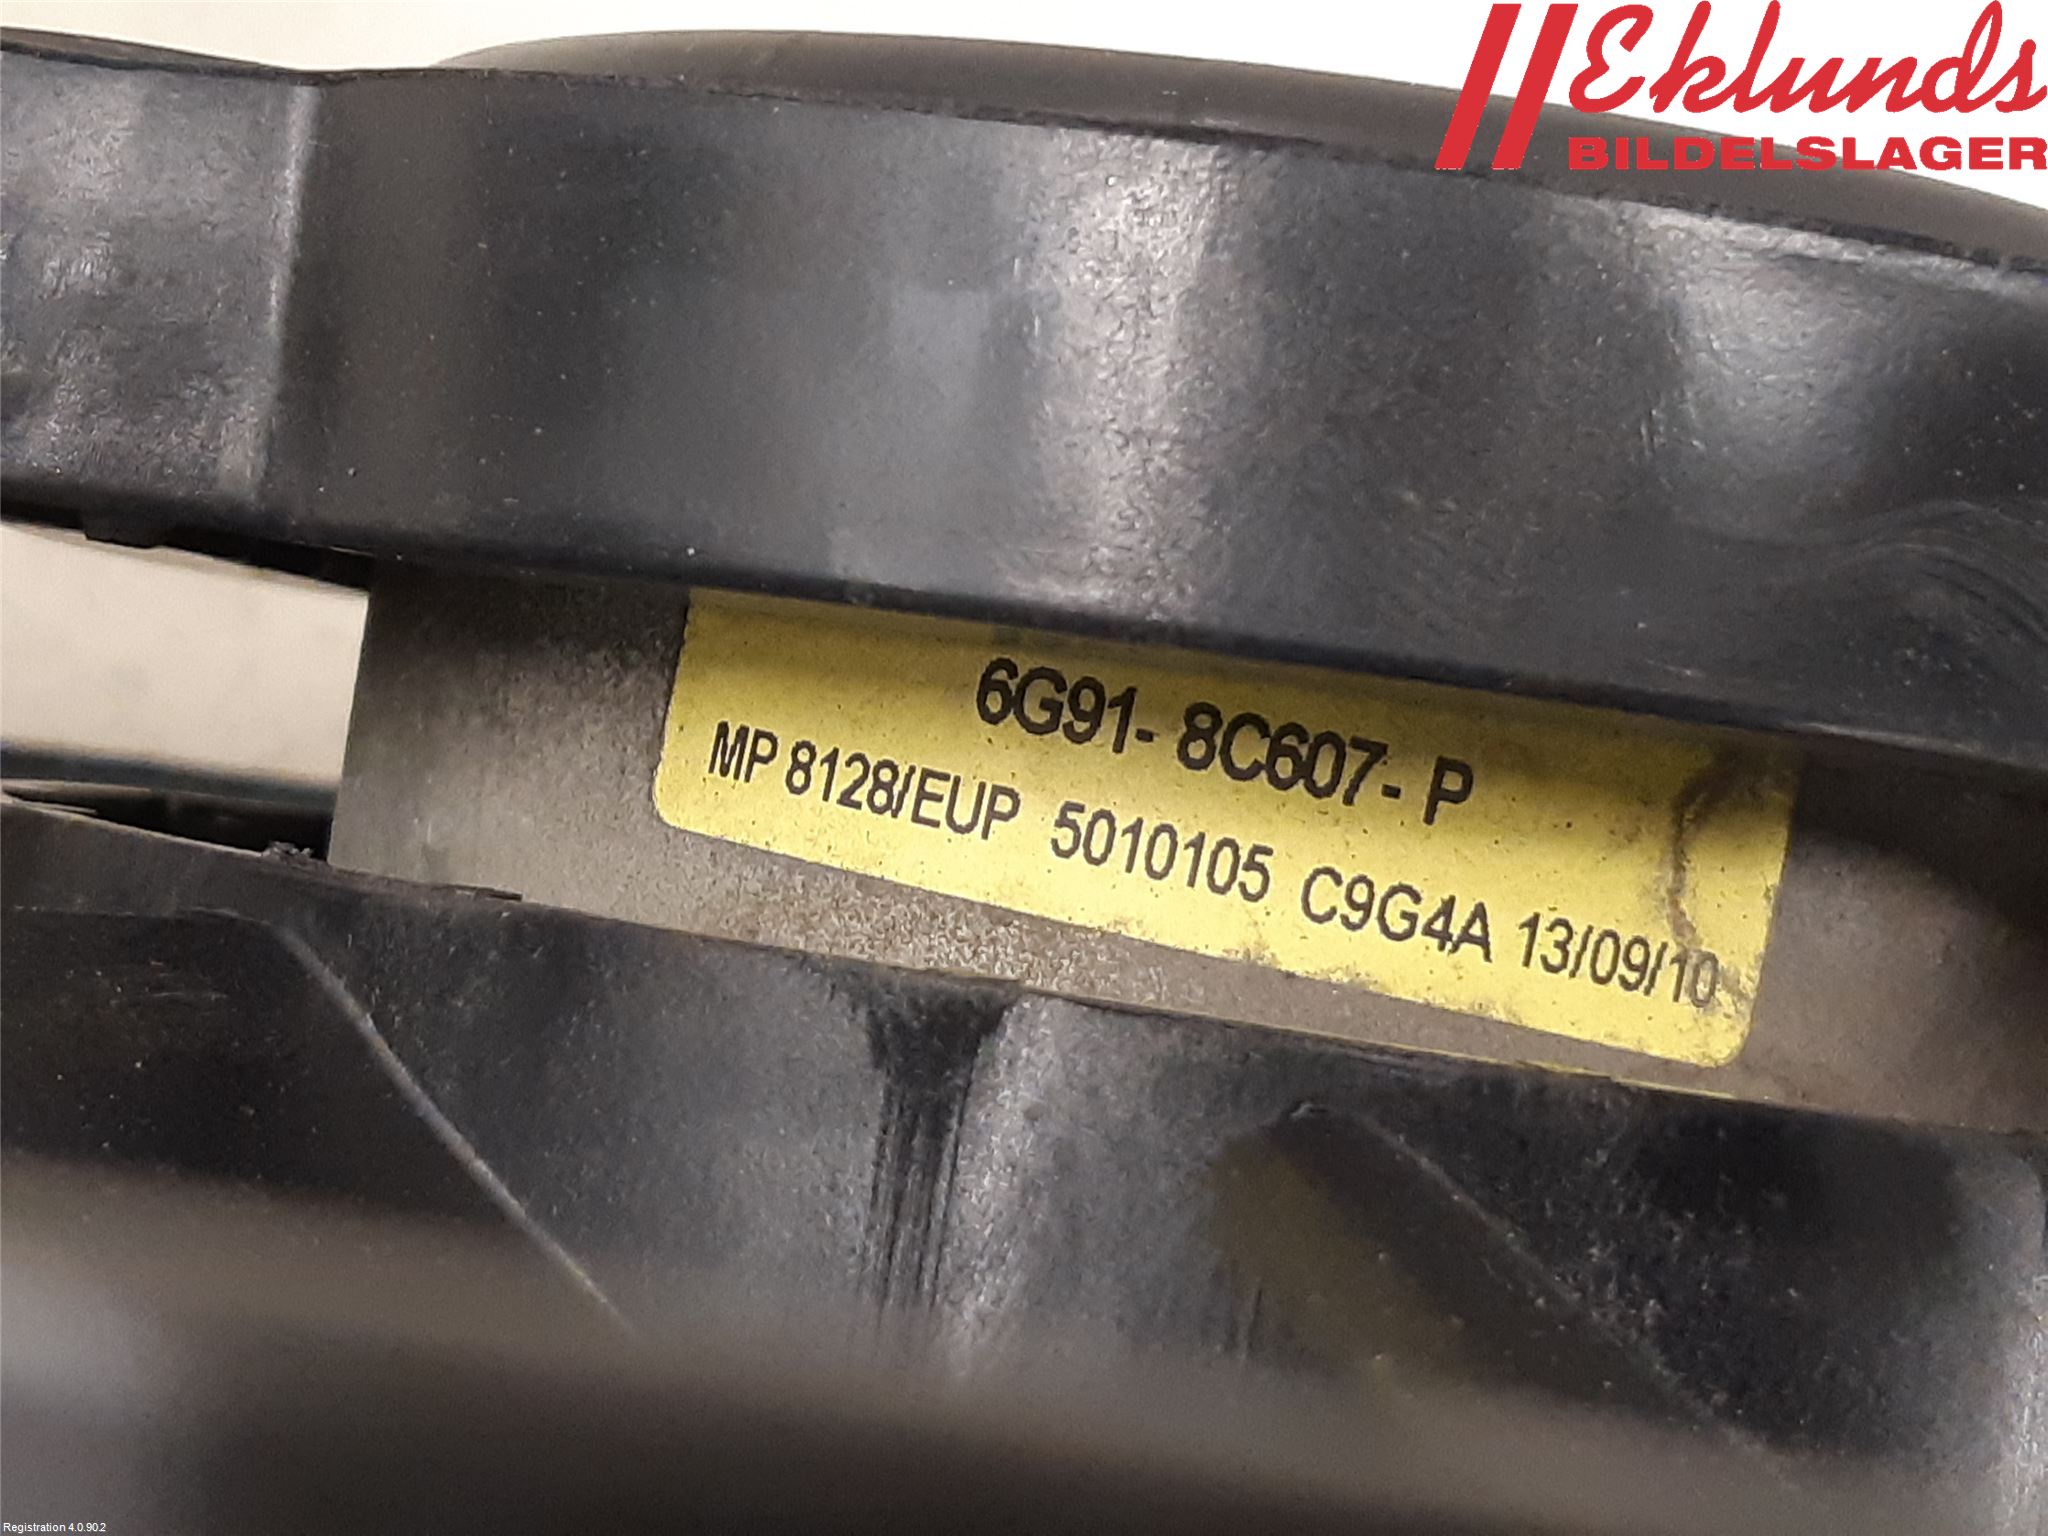 Eklunds
BILDELSLAGER
6G91- 8C607- P
MP 8128/EUP 5010105 C9G4A 13/09/10
Registration 4.0.90.2